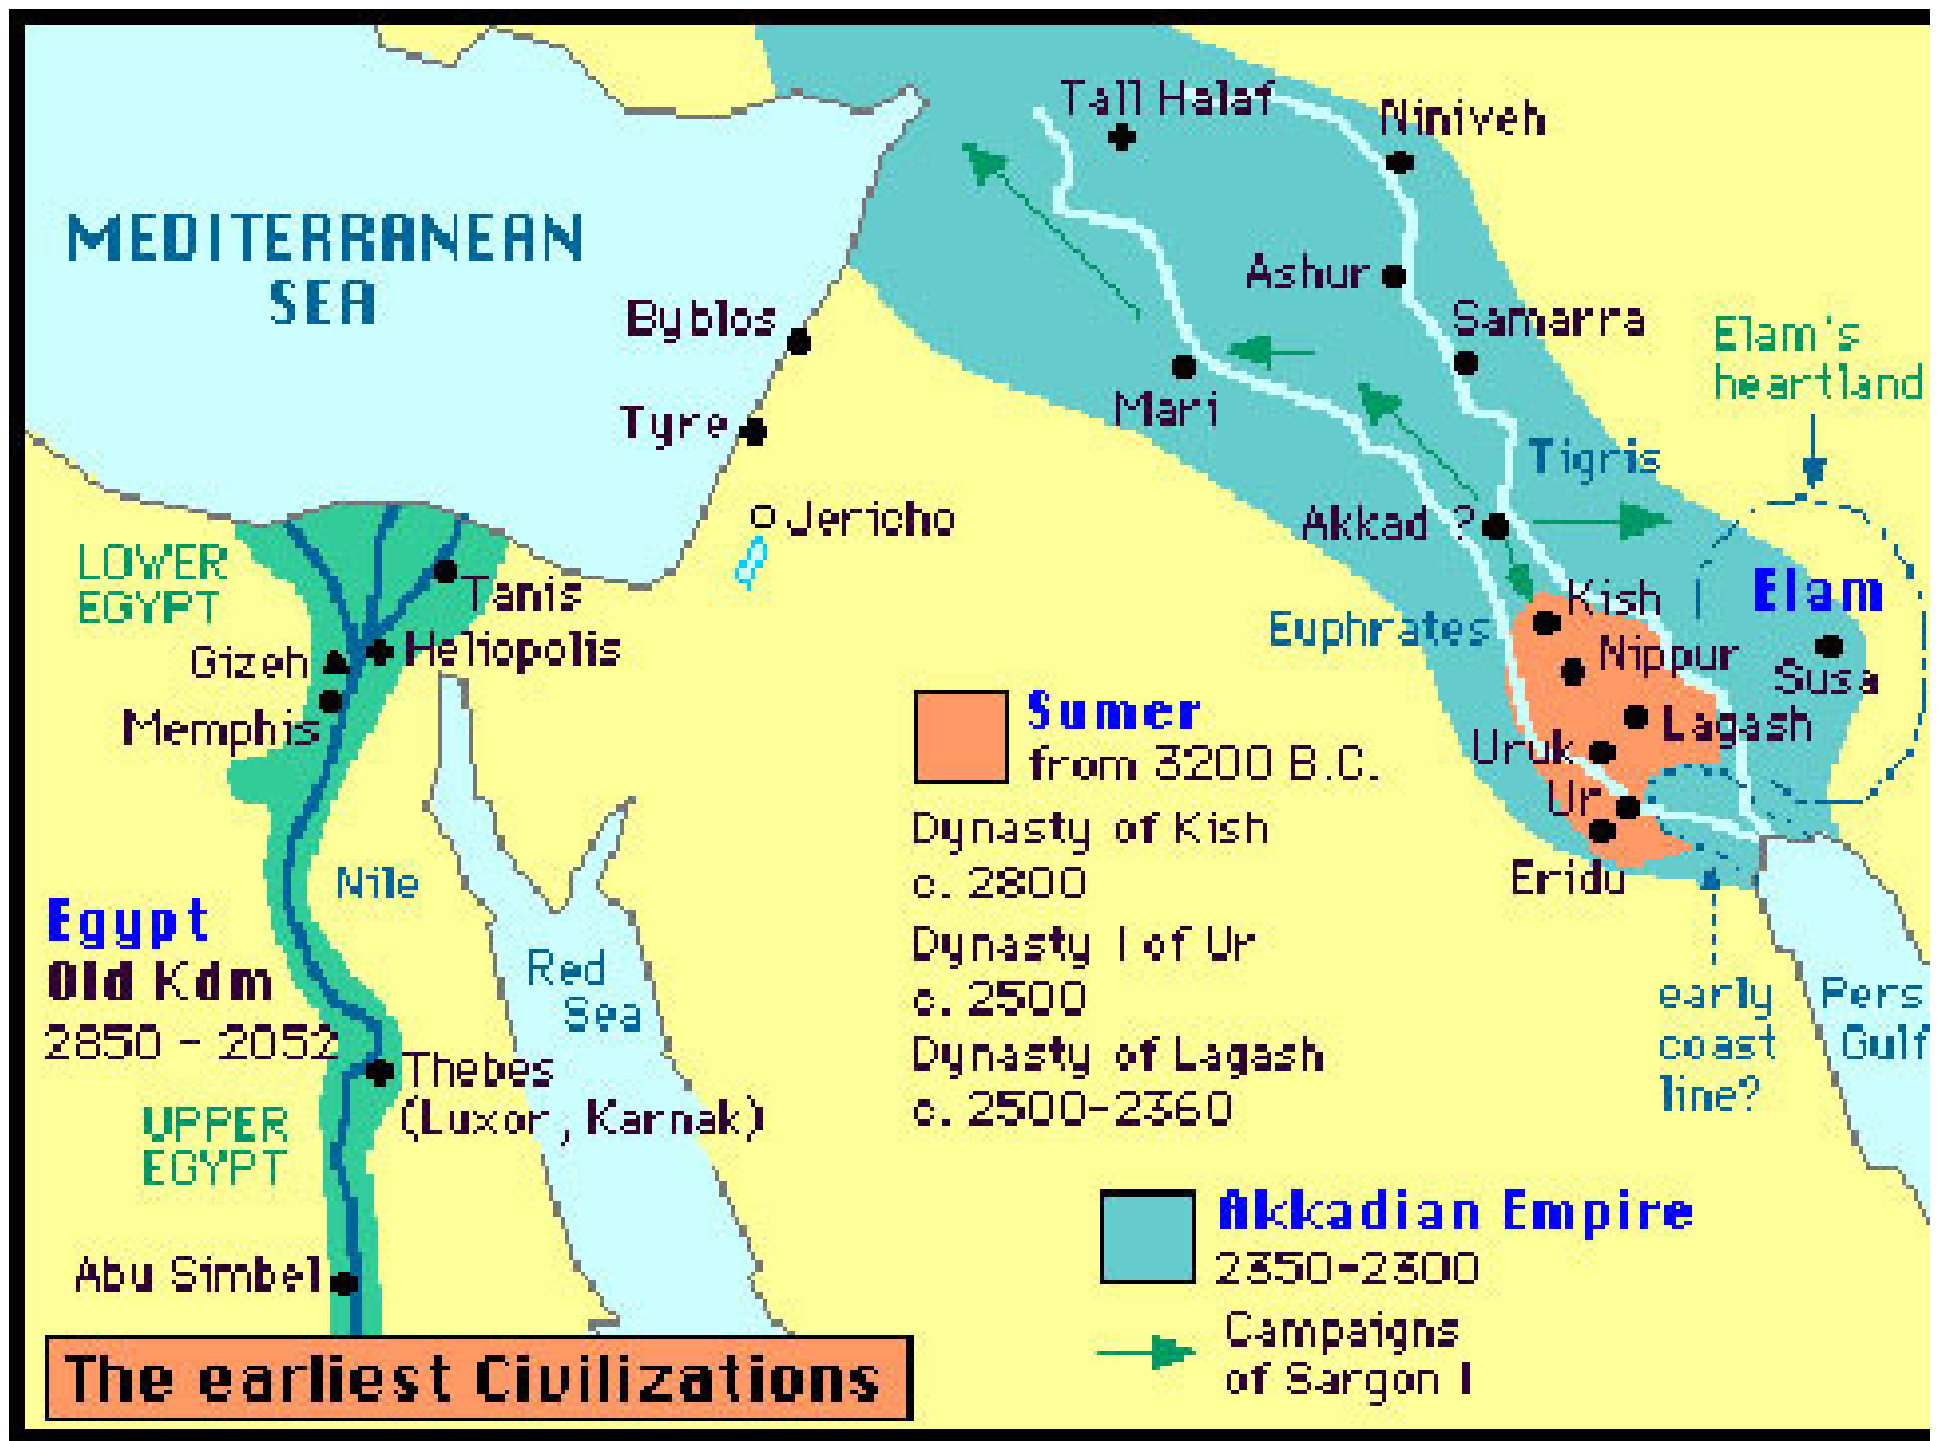 Tall Halaf
Niniveh
MEDITERRANEAN
SEA
Ashur
Byblos
Samarra
Elam's
heartland
Mari
Tyre
Tigris
Jericho
Akkad ?
LOWER
EGYPT
Tanis
Elam
Kish
Euphrates
Gizeh
Heliopolis
Nippur
Susa
Memphis
Sumer
from 3200 B.C.
Lagash
Uruk
Ur
Dynasty of Kish
c. 2800
Eridu
Nile
Egypt
Old Kdm
2850 - 2052
Dynasty I of Ur
c. 2500
Red
Sea
early
coast
line?
Pers
Gulf
Dynasty of Lagash
c. 2500-2360
Thebes
(Luxor, Karnak)
UPPER
EGYPT
Akkadian Empire
2350-2300
Abu Simbel
Campaigns
of Sargon I
The earliest Civilizations